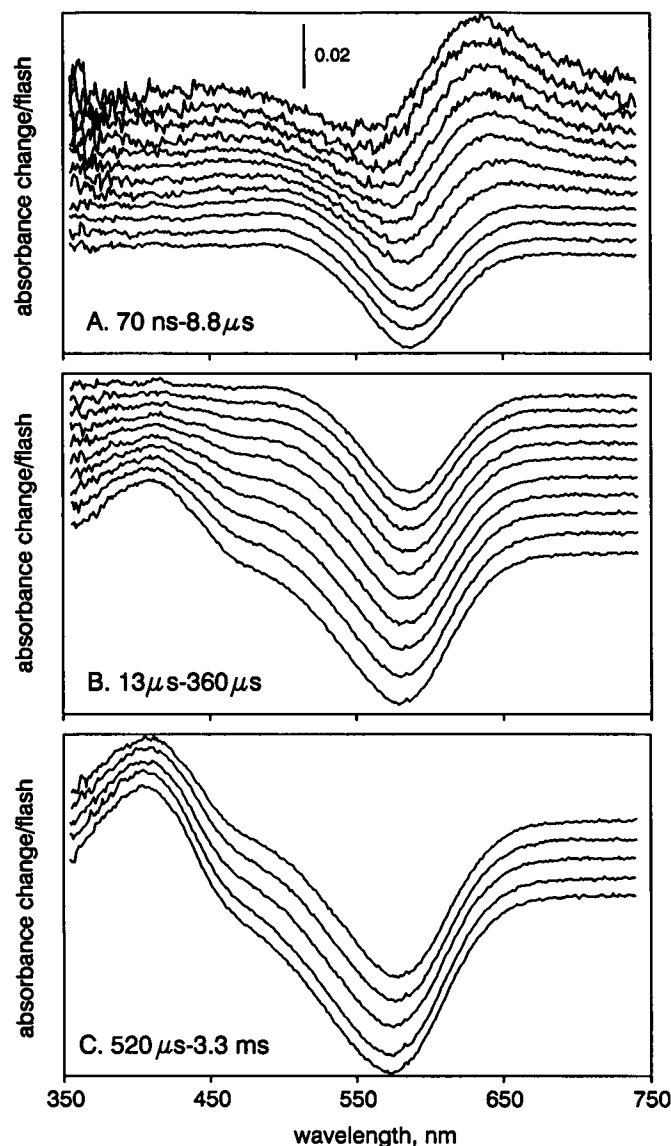 0.02
absorbance change/flash
A. 70 ns-8.8μs
absorbance change/flash
B. 13μs-360μs
absorbance change/flash
C. 520μs-3.3 ms
350 450 550 650 750
wavelength, nm